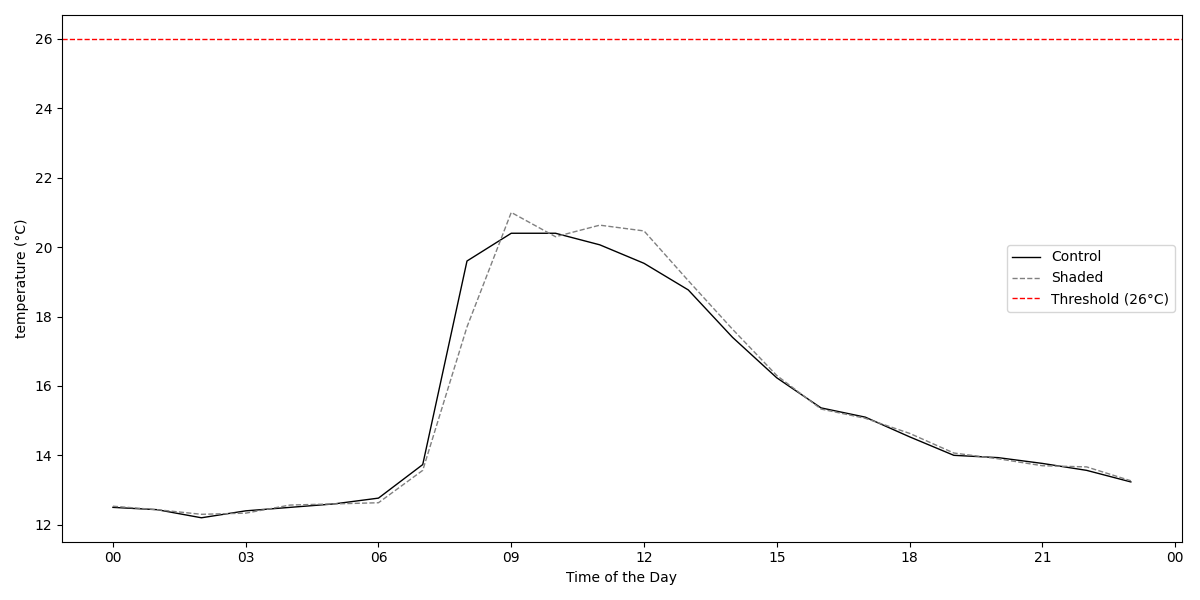 26
24
22
20
18
16
14
12
temperature (°C)
Control
Shaded
Threshold (26°C)
00 03 06 09 12 15 18 21 00
Time of the Day